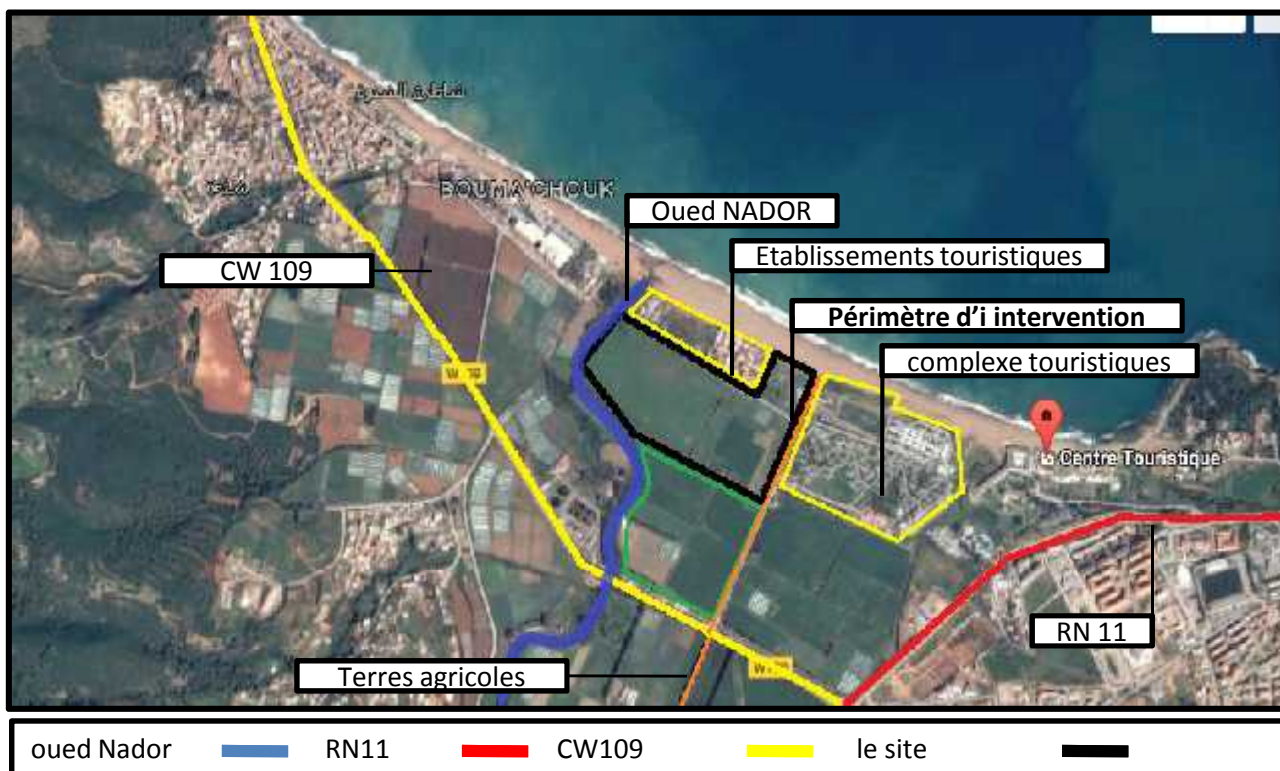 BOUMA'CHOUK
Oued NADOR
Etablissements touristiques
CW 109
Périmètre d'i intervention
complexe touristiques
Centre Touristique
RN 11
Terres agricoles
oued Nador RN11 CW109 le site